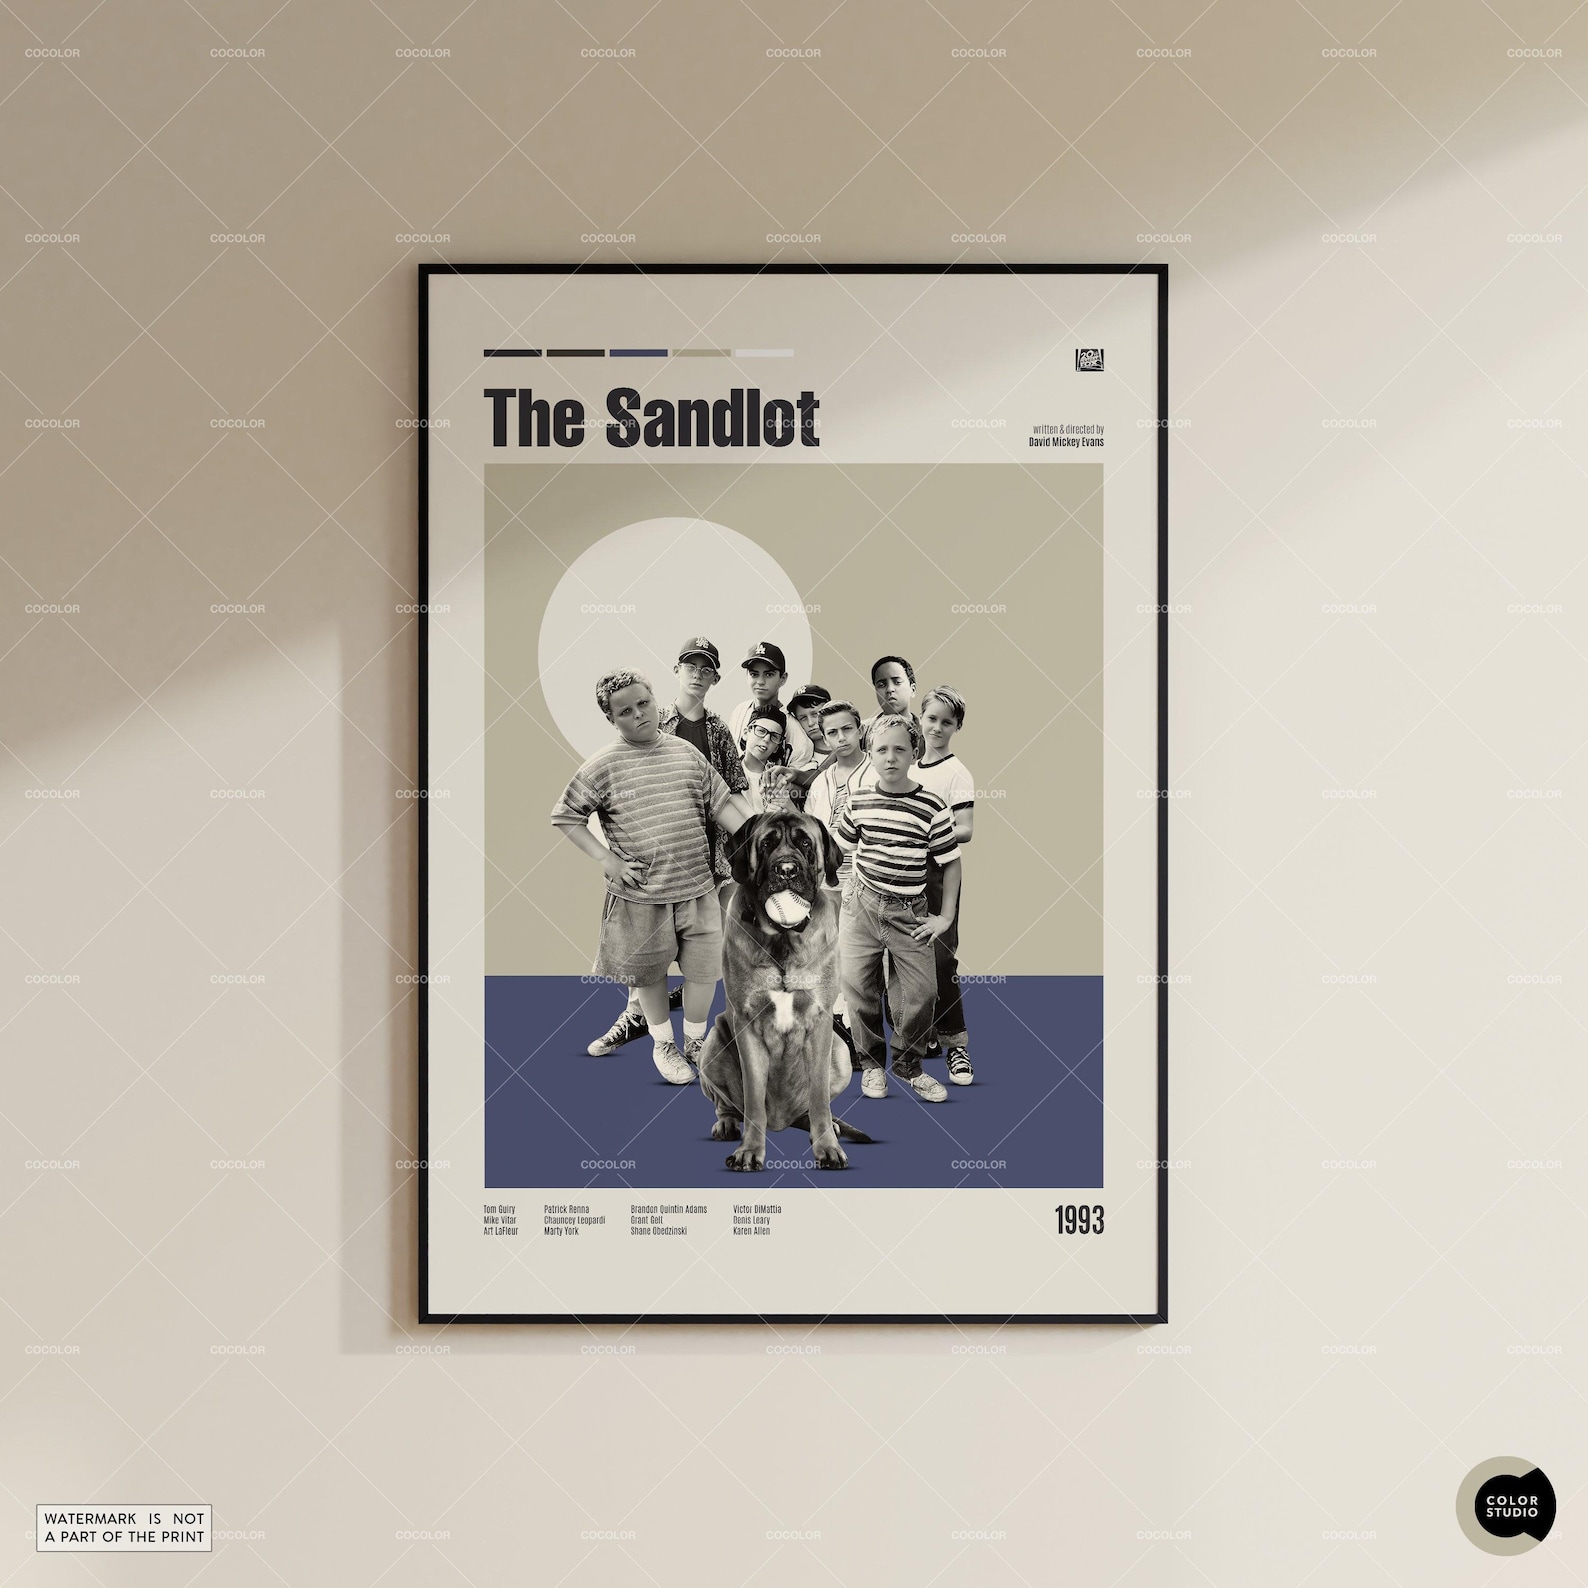 The Sandlot
written & directed by
David Mickey Evans
Tom Guiry
Mike Vitar
Art LaFleur
Patrick Renna
Chauncey Leopardi
Marty York
Brandon Quintin Adams
Grant Gelt
Shane Obedzinski
Victor DiMattia
Denis Leary
Karen Allen
1993
WATERMARK IS NOT
A PART OF THE PRINT
COLOR
STUDIO
COCOLOR